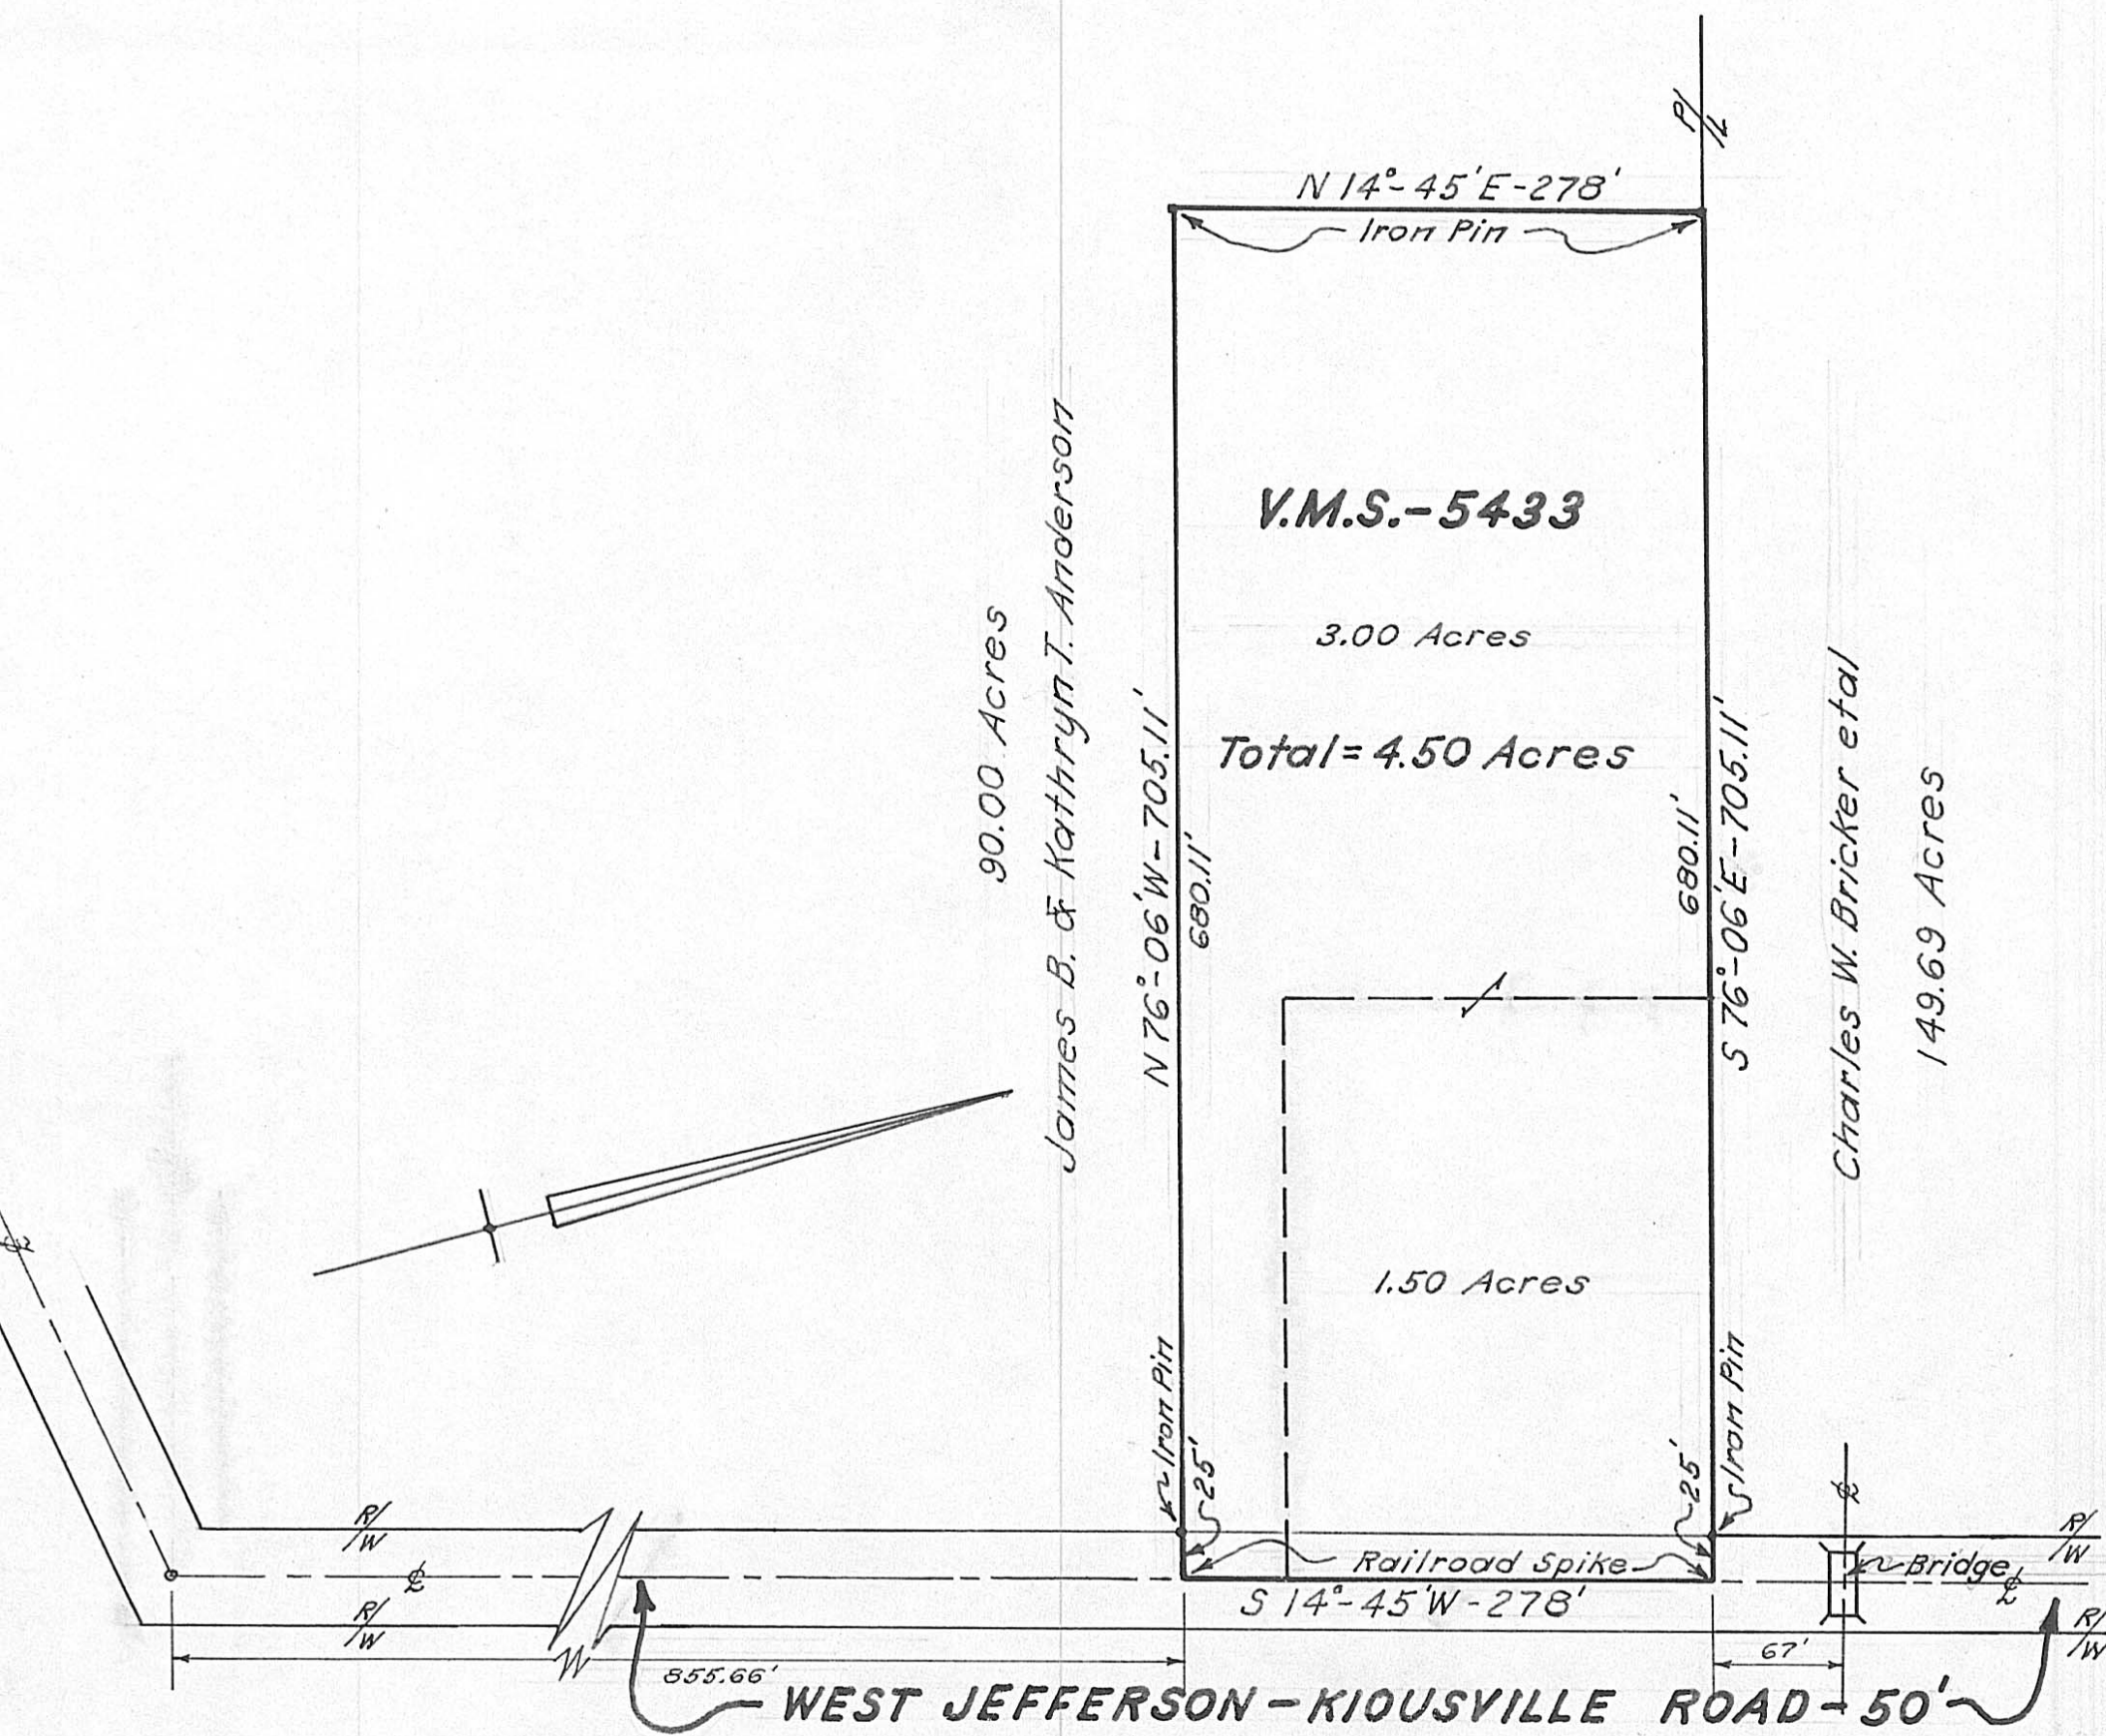 P/L
N 14°-45'E-278'
Iron Pin
V.M.S.-5433
3.00 Acres
Total=4.50 Acres
90.00 Acres
James B. & Kathryn T. Anderson
N 76°-06'W-705.11'
680.11'
680.11'
S 76°-06'E-705.11'
Charles W. Bricker etal
149.69 Acres
1.50 Acres
Iron Pin
25'
25'
Iron Pin
℄
℄
R/W
R/W
℄
Railroad Spike
S 14°-45'W-278'
Bridge
℄
R/W
R/W
855.66'
67'
WEST JEFFERSON-KIOUSVILLE ROAD-50'